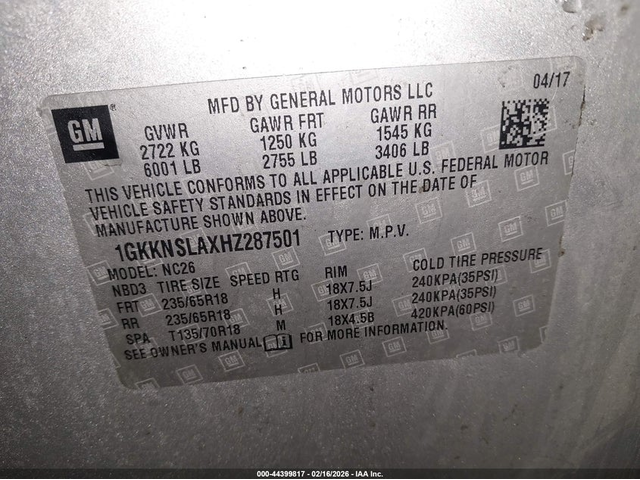 04/17
MFD BY GENERAL MOTORS LLC
GM
GVWR GAWR FRT GAWR RR
2722 KG 1250 KG 1545 KG
6001 LB 2755 LB 3406 LB
THIS VEHICLE CONFORMS TO ALL APPLICABLE U.S. FEDERAL MOTOR
VEHICLE SAFETY STANDARDS IN EFFECT ON THE DATE OF
MANUFACTURE SHOWN ABOVE.
1GKKNSLAXHZ287501 TYPE: M.P.V.
MODEL: NC26
NBD3 TIRE SIZE SPEED RTG RIM COLD TIRE PRESSURE
FRT 235/65R18 H 18X7.5J 240KPA(35PSI)
RR 235/65R18 H 18X7.5J 240KPA(35PSI)
SPA T135/70R18 M 18X4.5B 420KPA(60PSI)
SEE OWNER'S MANUAL FOR MORE INFORMATION.
000-44399817 - 02/16/2026 - IAA Inc.